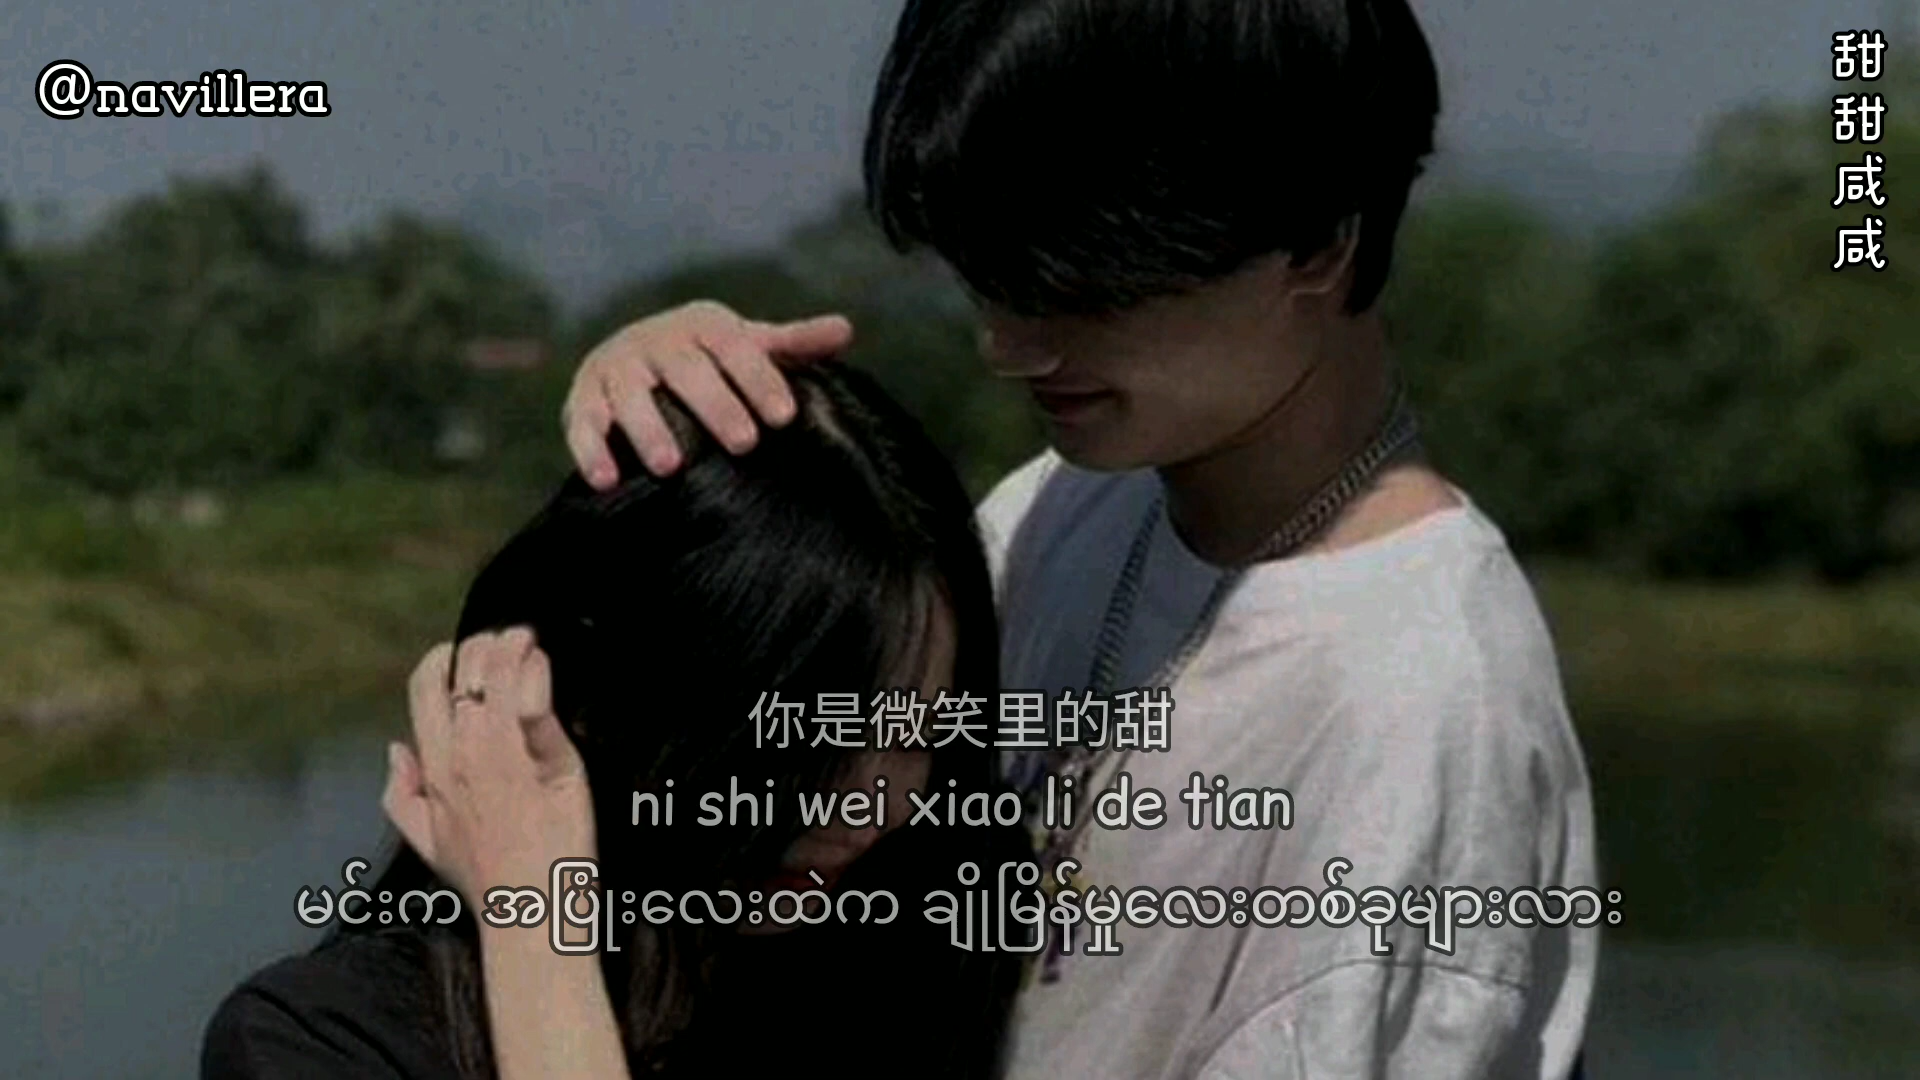 @navillera
甜甜咸咸
你是微笑里的甜
ni shi wei xiao li de tian
မင်းက အပြုံးလေးထဲက ချိုမြိန်မှုလေးတစ်ခုများလား